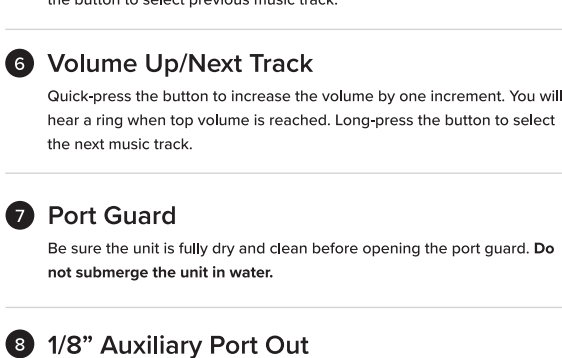 the button to select previous music track.
6 Volume Up/Next Track
Quick-press the button to increase the volume by one increment. You will
hear a ring when top volume is reached. Long-press the button to select
the next music track.
7 Port Guard
Be sure the unit is fully dry and clean before opening the port guard. Do
not submerge the unit in water.
8 1/8” Auxiliary Port Out